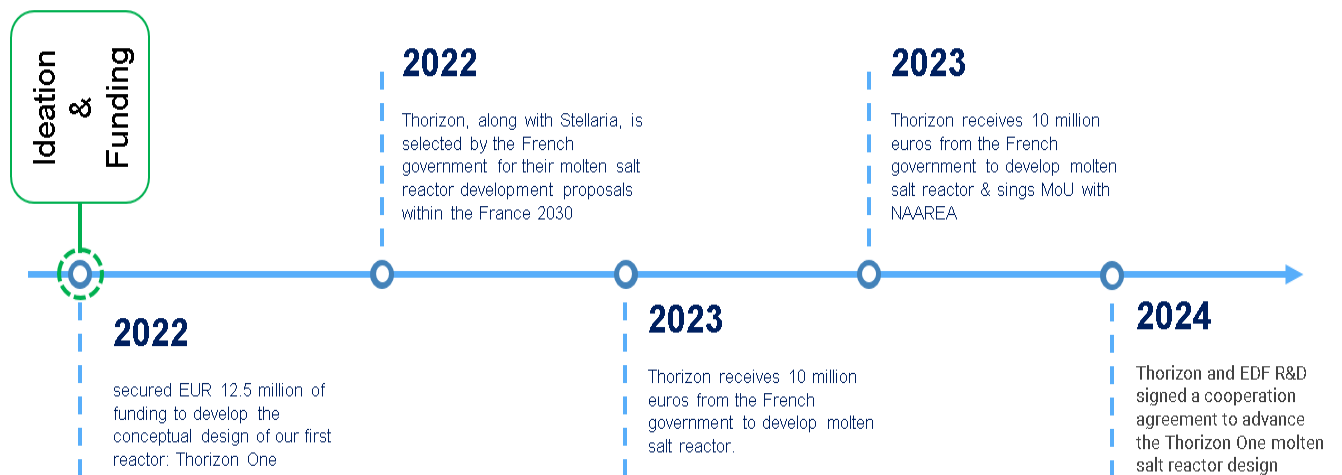 Ideation
&
Funding
2022
secured EUR 12.5 million of
funding to develop the
conceptual design of our first
reactor: Thorizon One
2022
Thorizon, along with Stellaria, is
selected by the French
government for their molten salt
reactor development proposals
within the France 2030
2023
Thorizon receives 10 million
euros from the French
government to develop molten
salt reactor.
2023
Thorizon receives 10 million
euros from the French
government to develop molten
salt reactor & sings MoU with
NAAREA
2024
Thorizon and EDF R&D
signed a cooperation
agreement to advance
the Thorizon One molten
salt reactor design